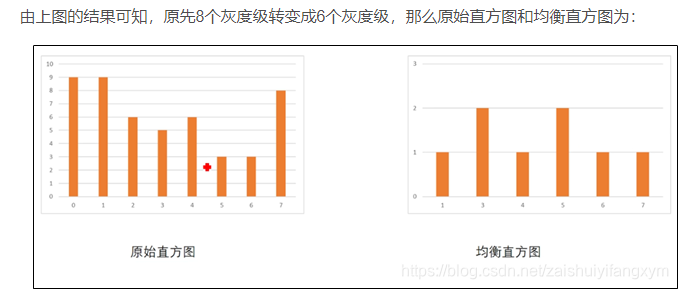 由上图的结果可知，原先8个灰度级转变成6个灰度级，那么原始直方图和均衡直方图为：
10
9
8
7
6
5
4
3
2
1
0
0 1 2 3 4 5 6 7
原始直方图
3
2
1
0
1 3 4 5 6 7
均衡直方图
https://blog.csdn.net/zaishuiyifangxym